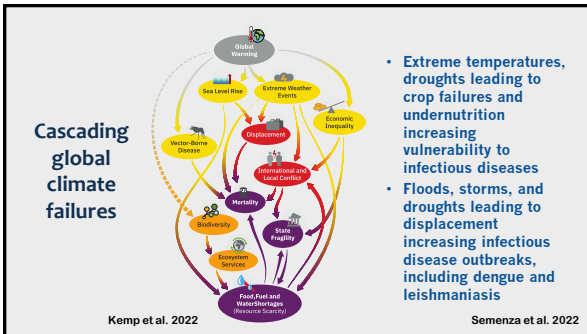 Cascading
global
climate
failures
Global
Warming
Sea Level Rise
Extreme Weather
Events
Economic
Inequality
Displacement
Vector-Borne
Disease
International and
Local Conflict
Mortality
Biodiversity
State
Fragility
Ecosystem
Services
Food,Fuel and
WaterShortages
(Resource Scarcity)
Kemp et al. 2022
• Extreme temperatures,
droughts leading to
crop failures and
undernutrition
increasing
vulnerability to
infectious diseases
• Floods, storms, and
droughts leading to
displacement
increasing infectious
disease outbreaks,
including dengue and
leishmaniasis
Semenza et al. 2022